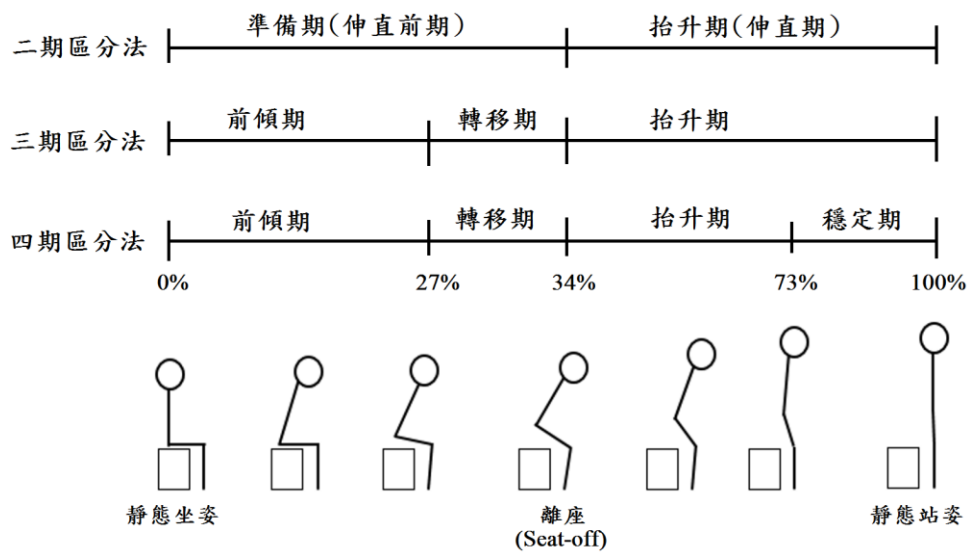 二期區分法 準備期(伸直前期) 抬升期(伸直期)
三期區分法 前傾期 轉移期 抬升期
四期區分法 前傾期 轉移期 抬升期 穩定期
0% 27% 34% 73% 100%
靜態坐姿 離座 靜態站姿
(Seat-off)